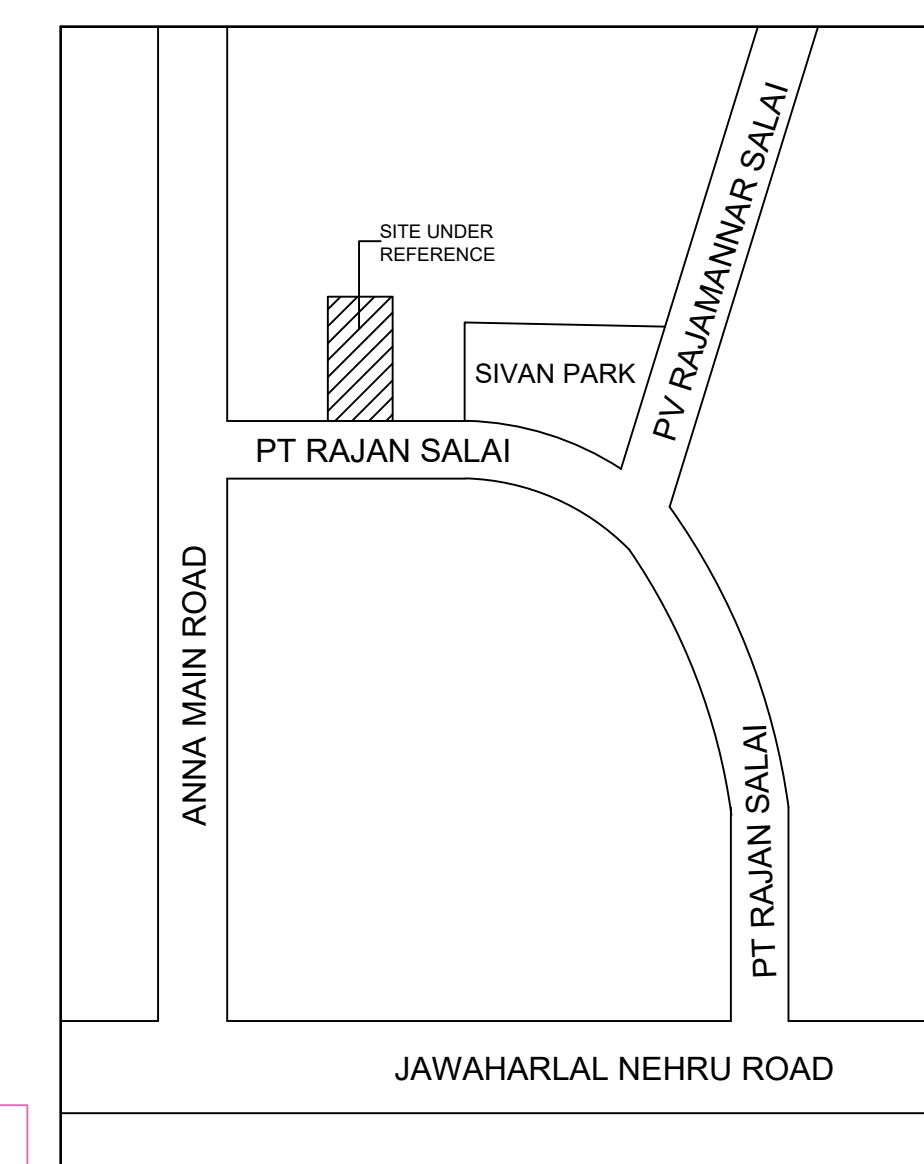 PV RAJAMANNAR SALAI
SITE UNDER
REFERENCE
SIVAN PARK
PT RAJAN SALAI
ANNA MAIN ROAD
PT RAJAN SALAI
JAWAHARLAL NEHRU ROAD